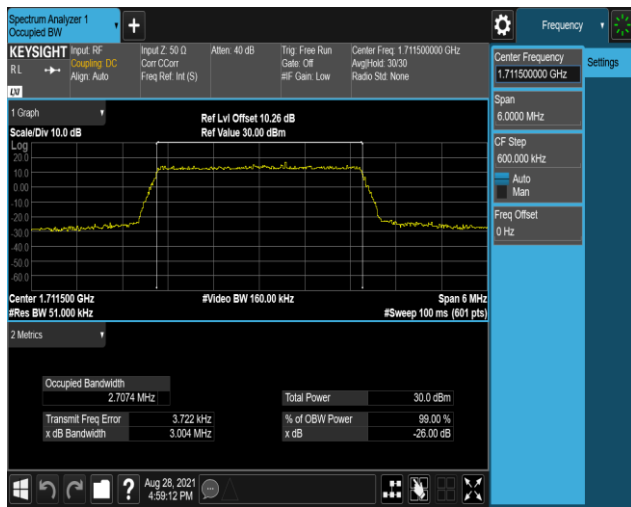 Spectrum Analyzer 1
Occupied BW
Frequency
KEYSIGHT
Input: RF
Coupling: DC
Align: Auto
Input Z: 50 Ω
Corr CCorr
Freq Ref: Int (S)
Atten: 40 dB
Trig: Free Run
Gate: Off
#IF Gain: Low
Center Freq: 1.711500000 GHz
Avg|Hold: 30/30
Radio Std: None
R L
LXI
Center Frequency
1.711500000 GHz
Settings
Span
6.0000 MHz
CF Step
600.000 kHz
Auto
Man
Freq Offset
0 Hz
1 Graph
Scale/Div 10.0 dB
Ref Lvl Offset 10.26 dB
Ref Value 30.00 dBm
Log
20.0
10.0
0.00
-10.0
-20.0
-30.0
-40.0
-50.0
-60.0
Center 1.711500 GHz
#Res BW 51.000 kHz
#Video BW 160.00 kHz
Span 6 MHz
#Sweep 100 ms (601 pts)
2 Metrics
Occupied Bandwidth
2.7074 MHz
Total Power 30.0 dBm
Transmit Freq Error 3.722 kHz
% of OBW Power 99.00 %
x dB Bandwidth 3.004 MHz
x dB -26.00 dB
?
Aug 28, 2021
4:59:12 PM